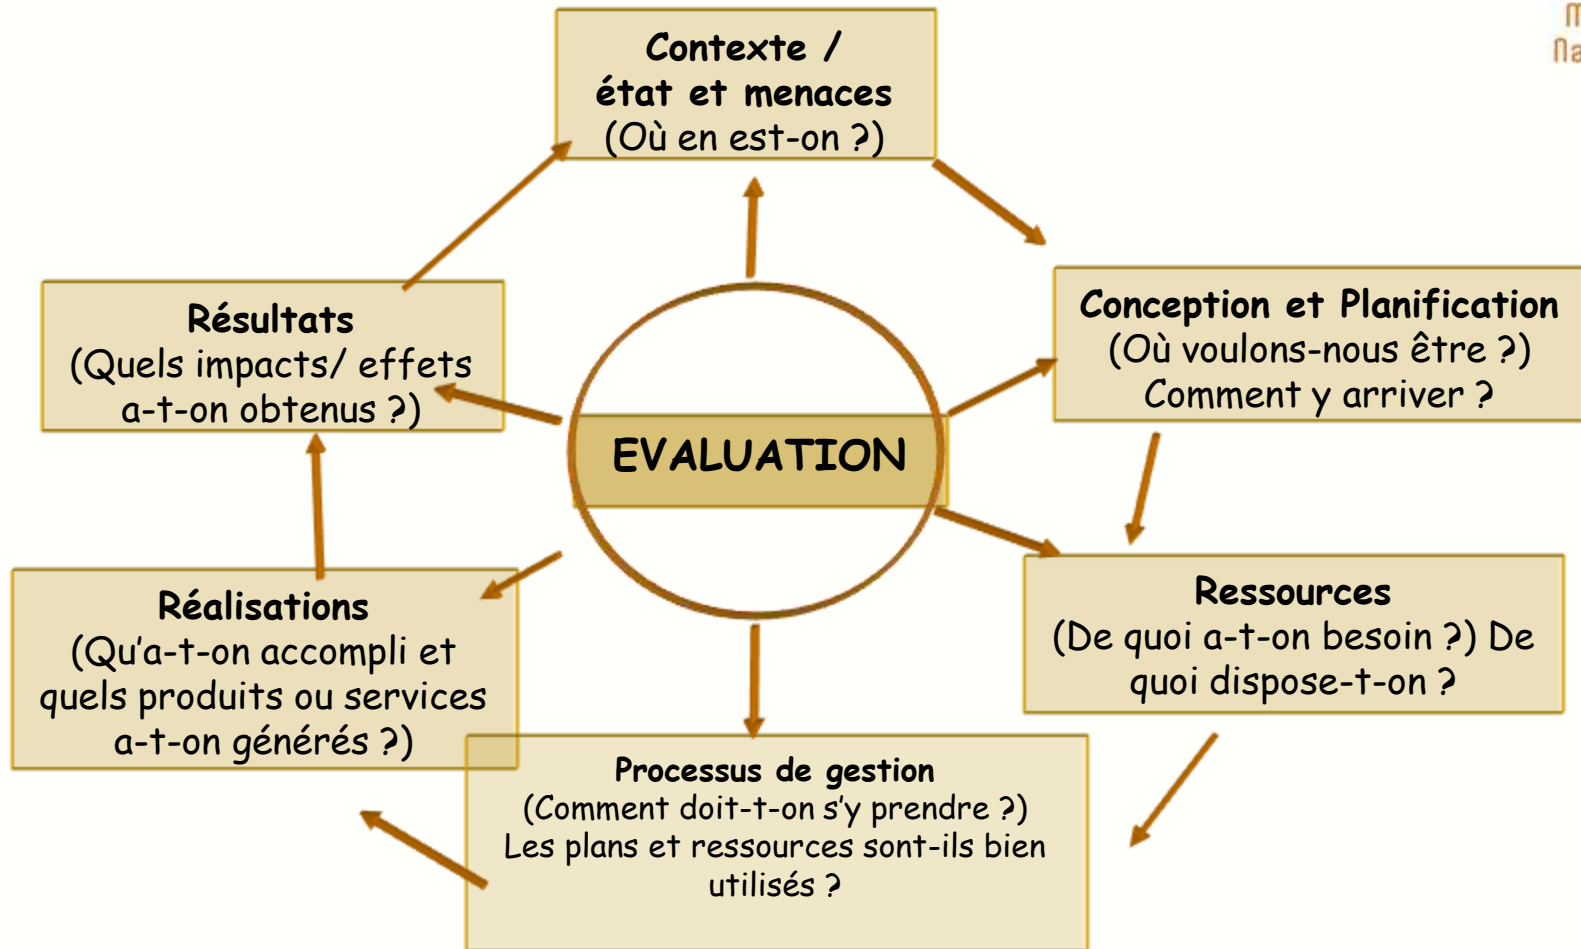 Contexte /
état et menaces
(Où en est-on ?)
Résultats
(Quels impacts/ effets
a-t-on obtenus ?)
Conception et Planification
(Où voulons-nous être ?)
Comment y arriver ?
EVALUATION
Réalisations
(Qu'a-t-on accompli et
quels produits ou services
a-t-on générés ?)
Ressources
(De quoi a-t-on besoin ?) De
quoi dispose-t-on ?
Processus de gestion
(Comment doit-t-on s'y prendre ?)
Les plans et ressources sont-ils bien
utilisés ?